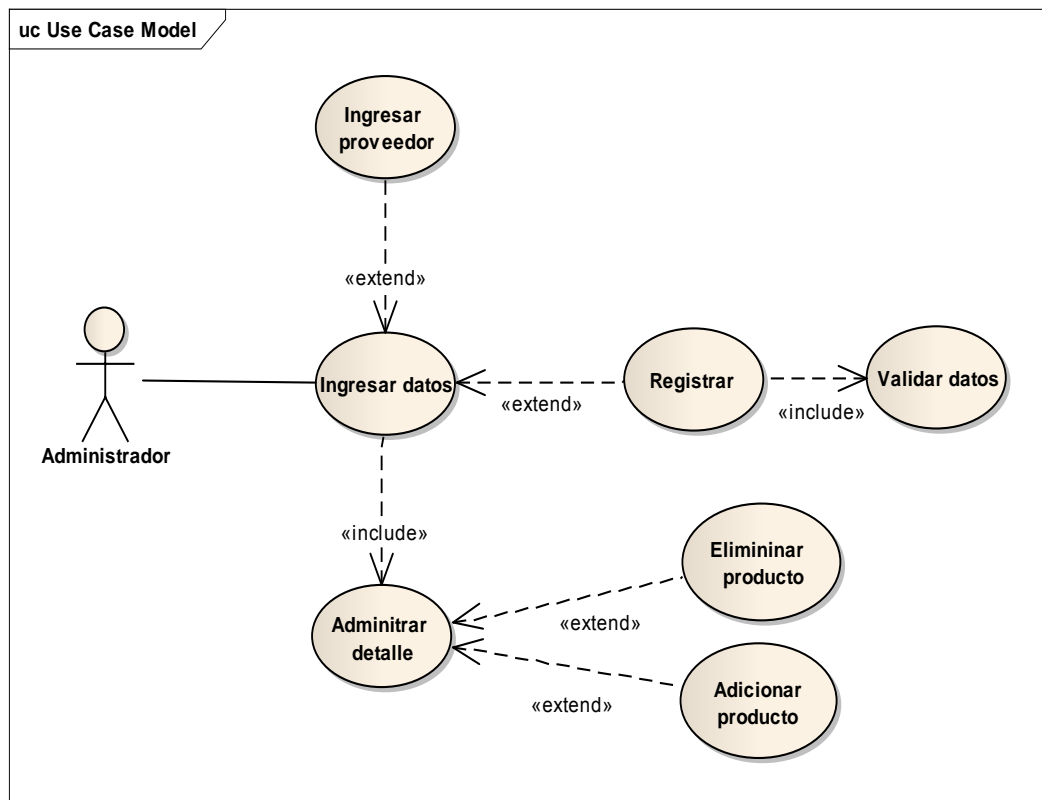 uc Use Case Model
Ingresar
proveedor
«extend»
Administrador
Ingresar datos
«extend»
Registrar
«include»
Validar datos
«include»
Adminitrar
detalle
«extend»
Elimininar
producto
«extend»
Adicionar
producto